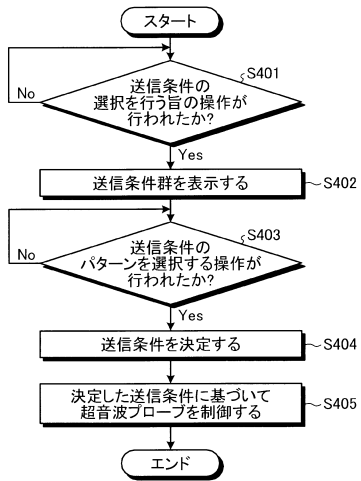 スタート
送信条件の
選択を行う旨の操作が
行われたか?
S401
No
Yes
送信条件群を表示する
S402
送信条件の
パターンを選択する操作が
行われたか?
S403
No
Yes
送信条件を決定する
S404
決定した送信条件に基づいて
超音波プローブを制御する
S405
エンド